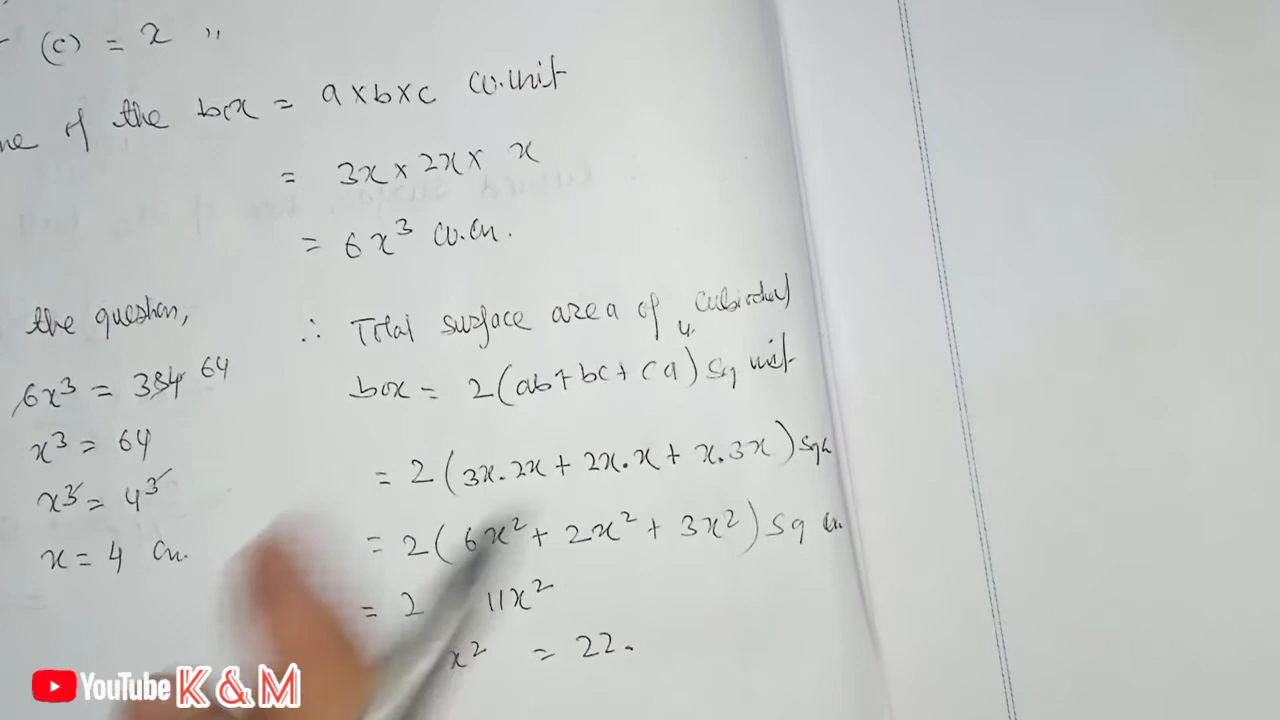 (c) = x "
of the box = a×b×c cu.unit
= 3x × 2x × x
= 6x³ cu.cm.
the question,
6x³ = 384 64
x³ = 64
x³ = 4³
x = 4 cm.
∴ Total surface area of cuboidal
box = 2(ab+bc+ca) sq unit
= 2(3x.2x + 2x.x + x.3x) sq
= 2(6x² + 2x² + 3x²) sq cm
= 2 11x²
x² = 22.
YouTube K & M